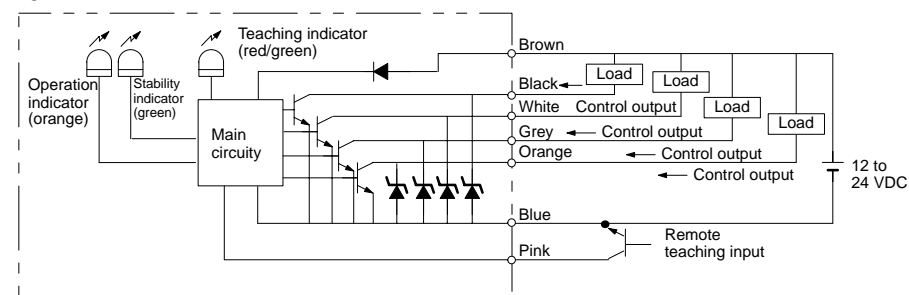 Teaching indicator
(red/green)
Operation
indicator
(orange)
Stability
indicator
(green)
Main
circuity
Brown
Black
White
Grey
Orange
Blue
Pink
Load
Load
Load
Load
Control output
Control output
Control output
Control output
12 to
24 VDC
Remote
teaching input